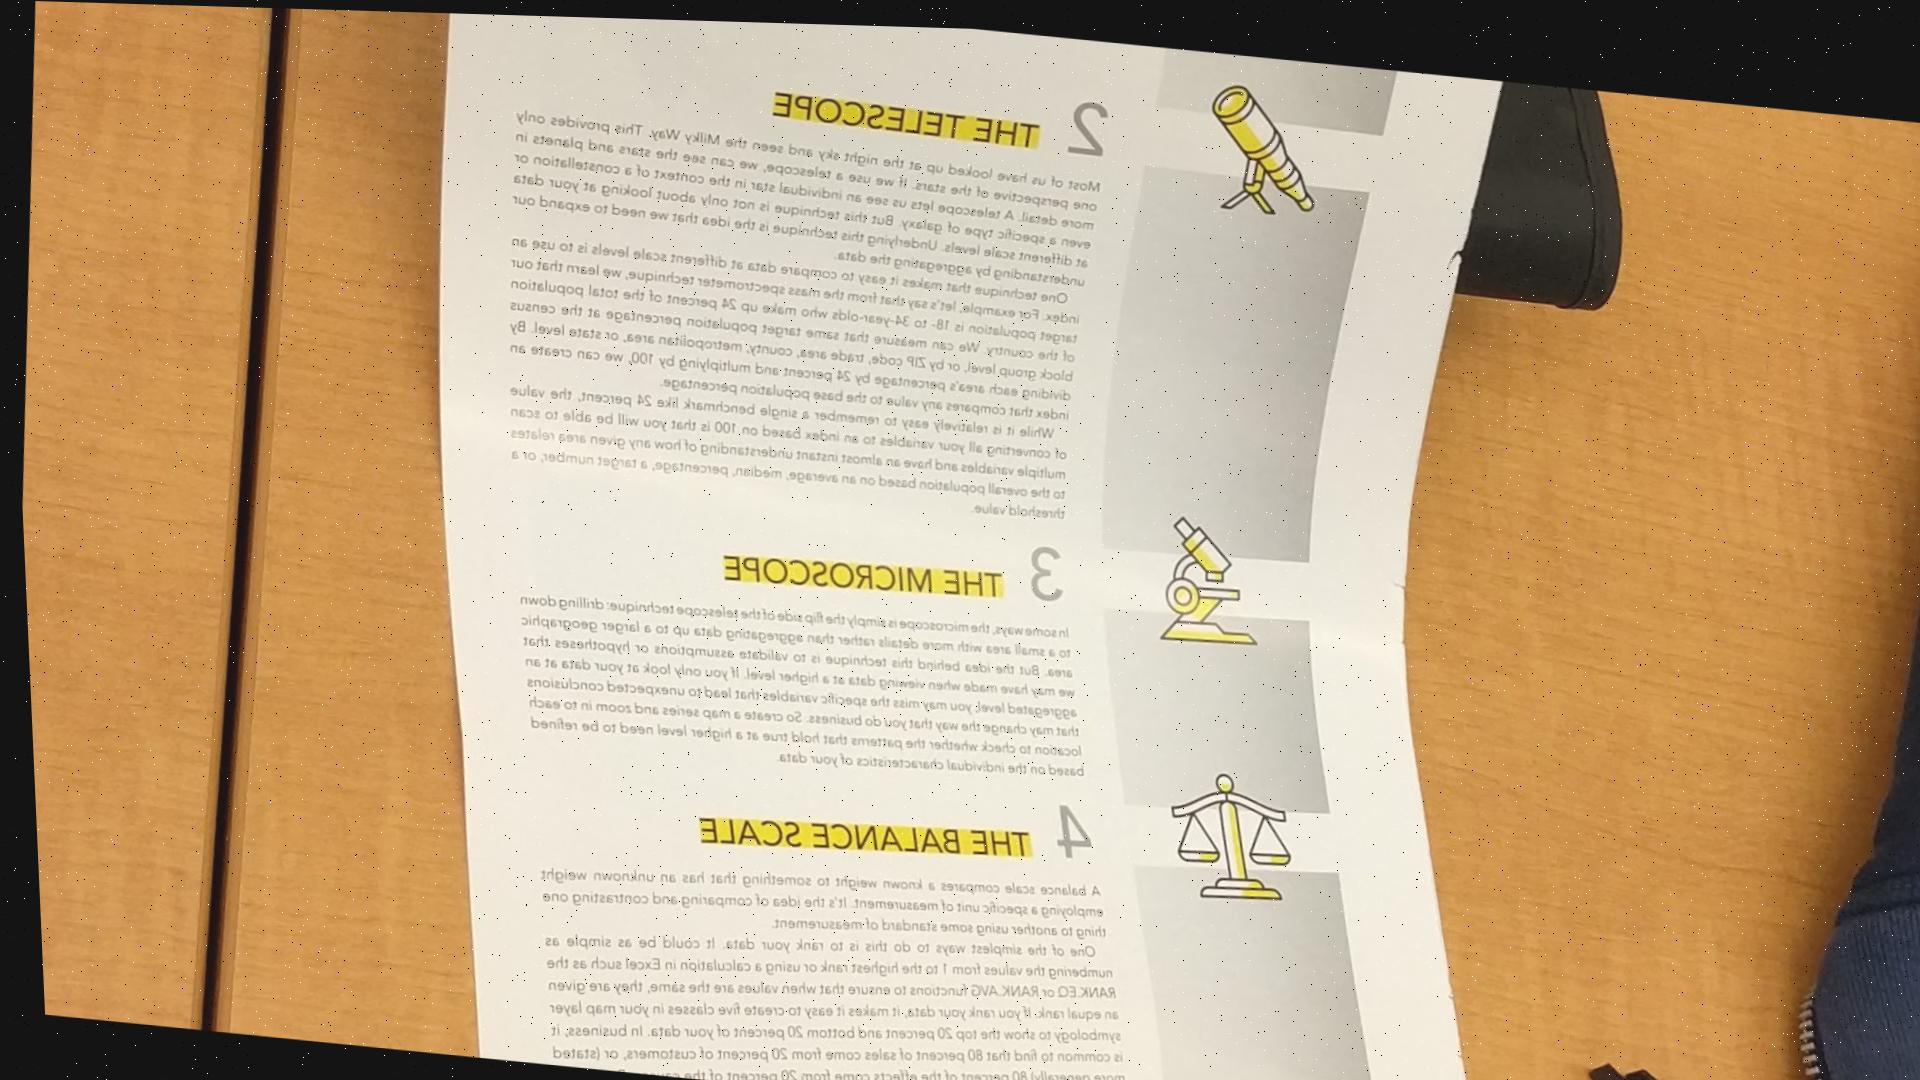 2 THE TELESCOPE
Most of us have looked up at the night sky and seen the Milky Way. This provides only
one perspective of the stars. If we use a telescope, we can see the stars and planets in
more detail. A telescope lets us see an individual star in the context of a constellation or
even a specific type of galaxy. But this technique is not only about looking at your data
at different scale levels. Underlying this technique is the idea that we need to expand our
understanding by aggregating the data.
One technique that makes it easy to compare data at different scale levels is to use an
index. For example, let's say that from the mass spectrometer technique, we learn that our
target population is 18- to 34-year-olds who make up 24 percent of the total population
of the country. We can measure that same target population percentage at the census
block group level, or by ZIP code, trade area, county, metropolitan area, or state level. By
dividing each area's percentage by 24 percent and multiplying by 100, we can create an
index that compares any value to the base population percentage.
While it is relatively easy to remember a single benchmark like 24 percent, the value
of converting all your variables to an index based on 100 is that you will be able to scan
multiple variables and have an almost instant understanding of how any given area relates
to the overall population based on an average, median, percentage, a target number, or a
threshold value.
3 THE MICROSCOPE
In some ways, the microscope is simply the flip side of the telescope technique: drilling down
to a small area with more details rather than aggregating data up to a larger geographic
area. But the idea behind this technique is to validate assumptions or hypotheses that
we may have made when viewing data at a higher level. If you only look at your data at an
aggregated level, you may miss the specific variables that lead to unexpected conclusions
that may change the way that you do business. So create a map series and zoom in to each
location to check whether the patterns that hold true at a higher level need to be refined
based on the individual characteristics of your data.
4 THE BALANCE SCALE
A balance scale compares a known weight to something that has an unknown weight
employing a specific unit of measurement. It's the idea of comparing and contrasting one
thing to another using some standard of measurement.
One of the simplest ways to do this is to rank your data. It could be as simple as
numbering the values from 1 to the highest rank or using a calculation in Excel such as the
RANK.EQ or RANK.AVG functions to ensure that when values are the same, they are given
an equal rank. If you rank your data, it makes it easy to create five classes in your map layer
symbology to show the top 20 percent and bottom 20 percent of your data. In business, it
is common to find that 80 percent of sales come from 20 percent of customers, or (stated
more generally) 80 percent of the effects come from 20 percent of the